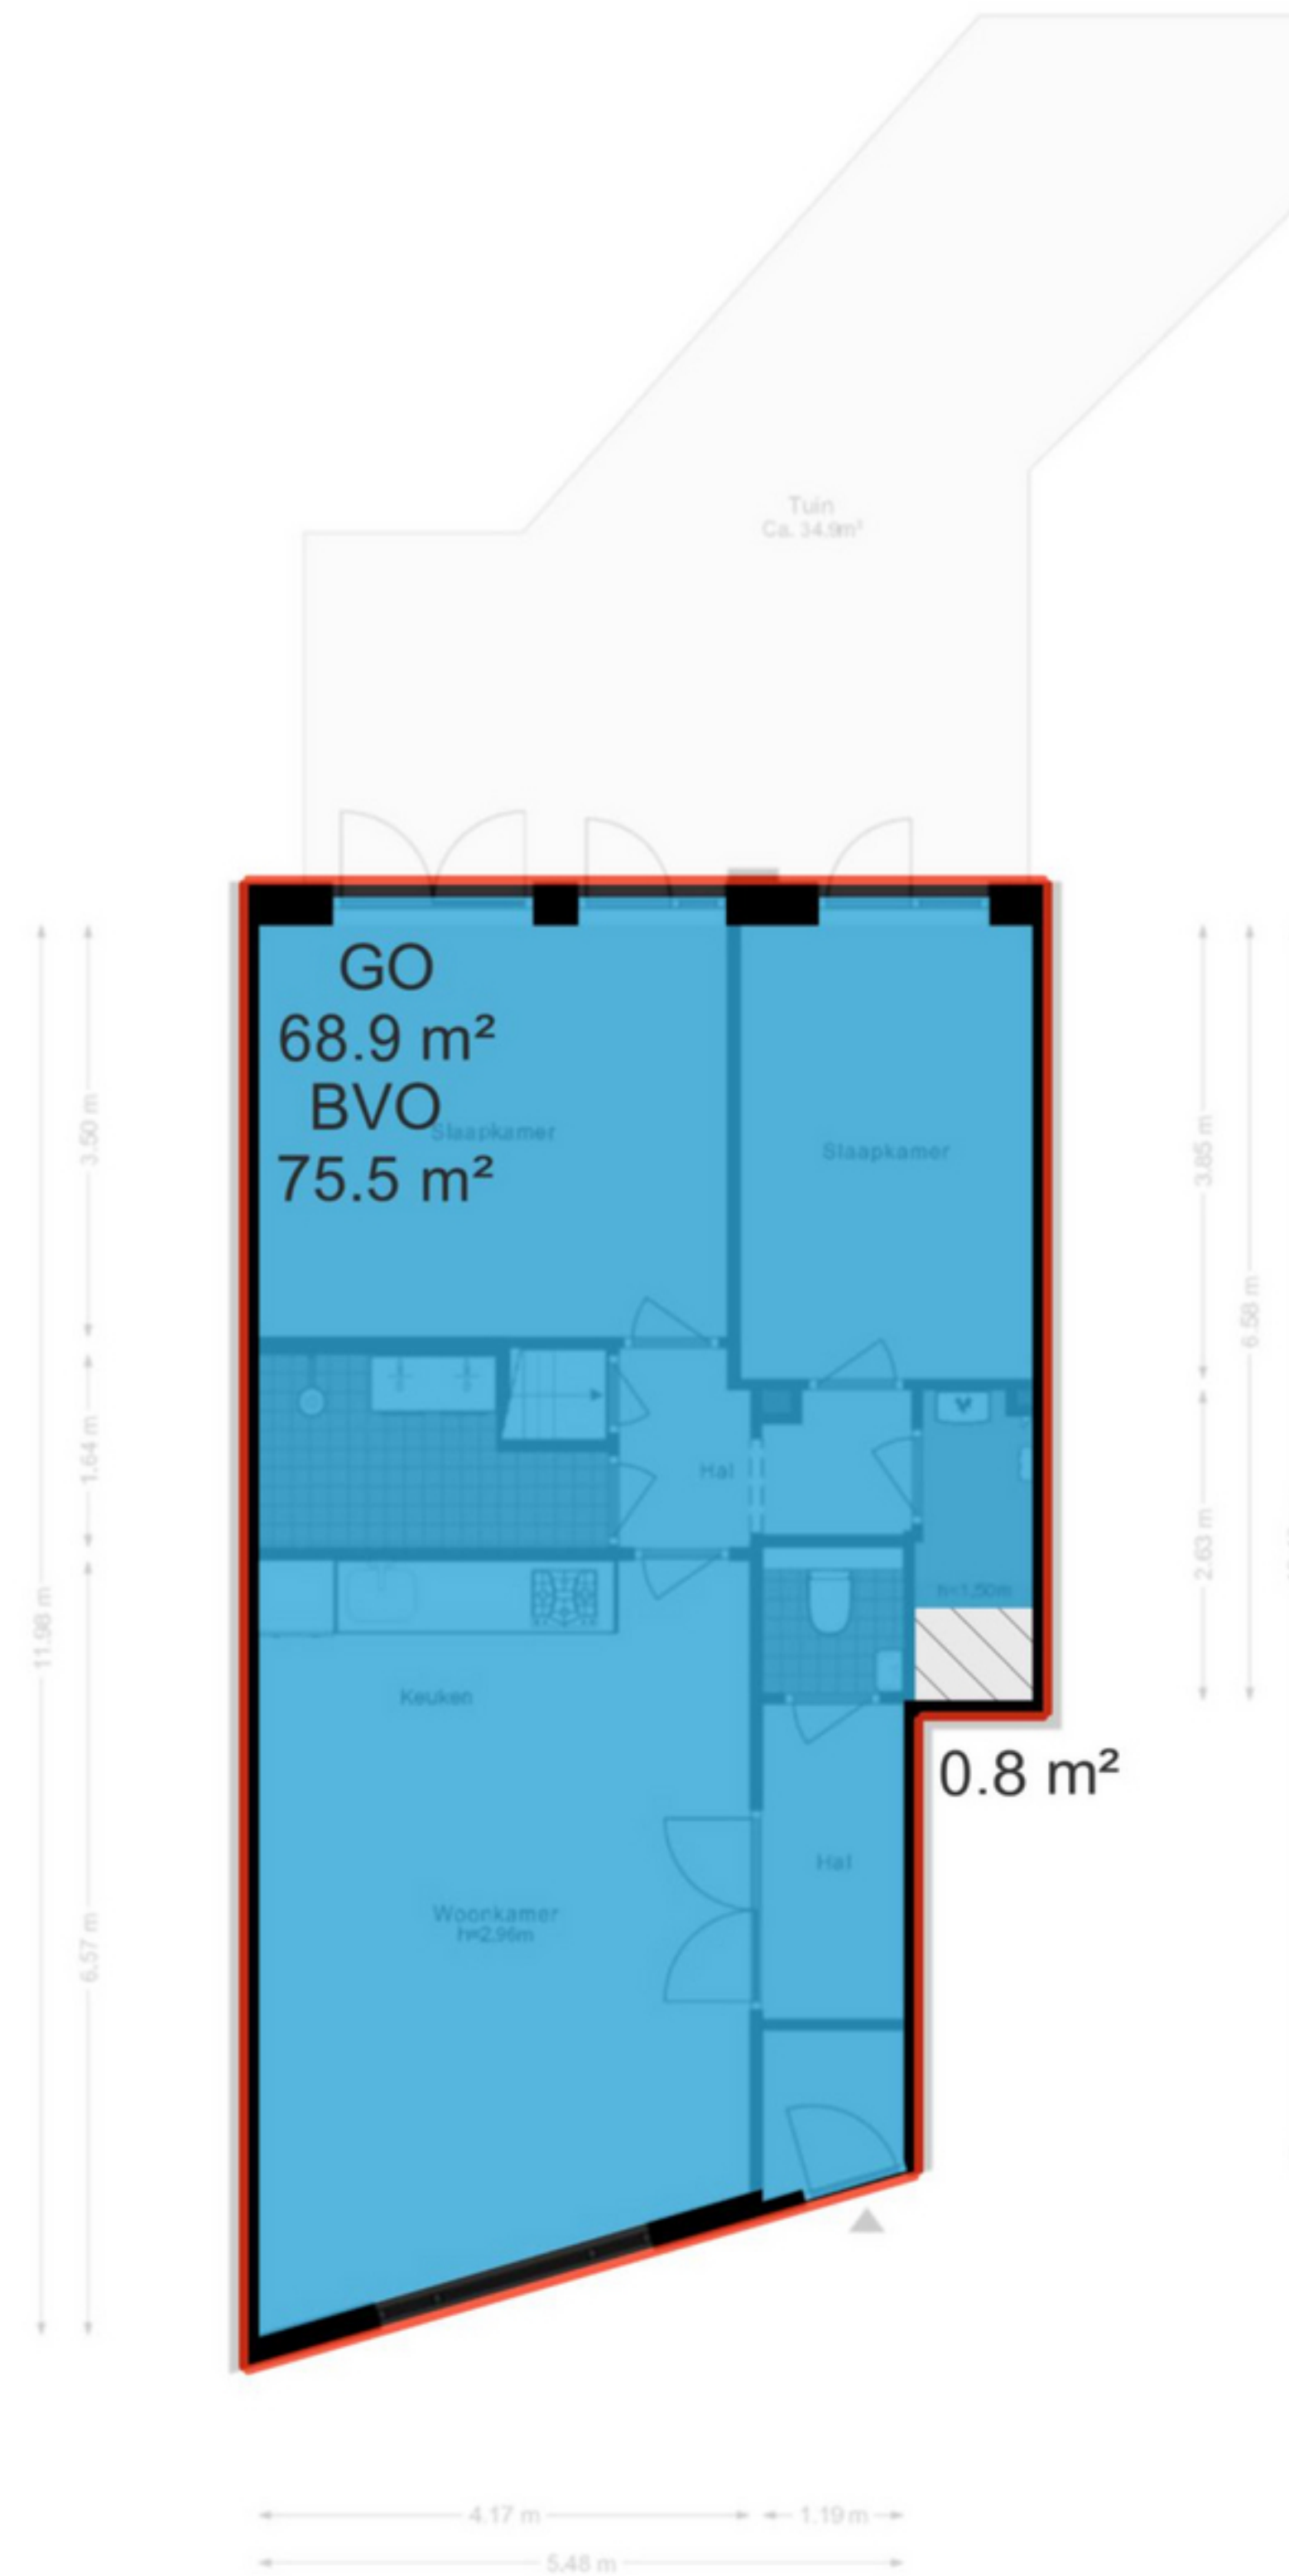 Tuin
Ca. 34.9m²
GO
68.9 m²
BVO
75.5 m²
Slaapkamer
Slaapkamer
3.50 m
3.85 m
6.58 m
1.64 m
Hal
2.63 m
h<1.50m
11.98 m
Keuken
0.8 m²
Hal
Woonkamer
h=2.96m
6.57 m
4.17 m
1.19 m
5.48 m